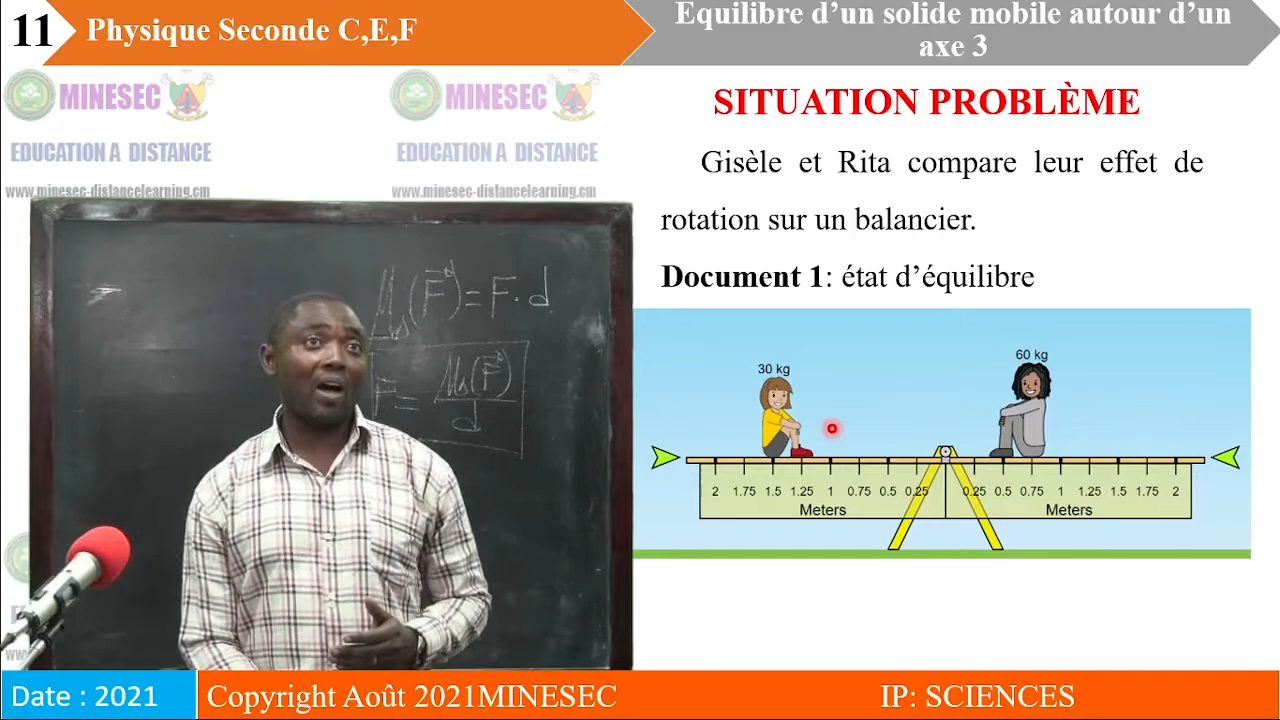 11
Physique Seconde C,E,F
Equilibre d’un solide mobile autour d’un
axe 3
MINESEC
MINESEC
EDUCATION A DISTANCE
EDUCATION A DISTANCE
www.minesec-distancelearning.cm
www.minesec-distancelearning.cm
SITUATION PROBLÈME
Gisèle et Rita compare leur effet de
rotation sur un balancier.
Document 1: état d’équilibre
30 kg
60 kg
2 1.75 1.5 1.25 1 0.75 0.5 0.25 0.25 0.5 0.75 1 1.25 1.5 1.75 2
Meters
Meters
M_Δ(F⃗)= F. d
F = M_Δ(F⃗)/d
Date : 2021
Copyright Août 2021MINESEC
IP: SCIENCES